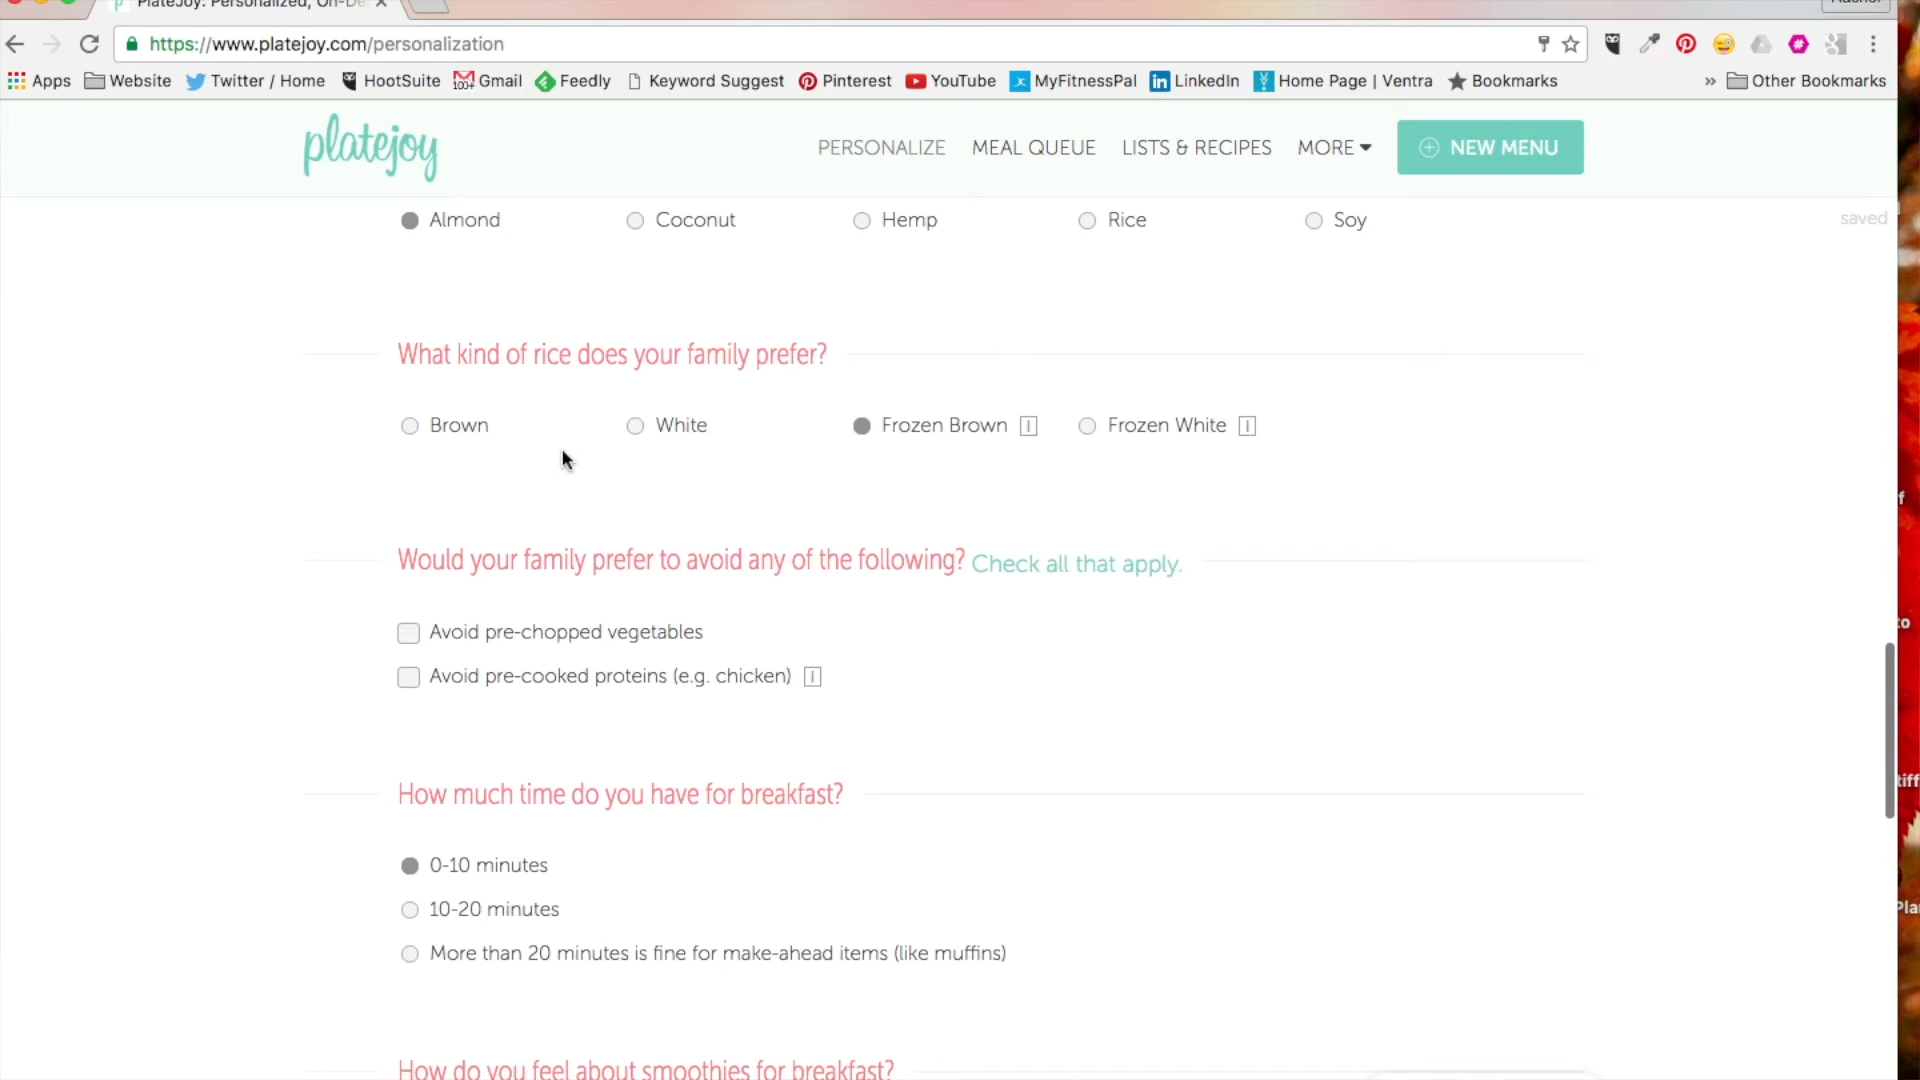 PlateJoy: Personalized, On-De
https://www.platejoy.com/personalization
Apps Website Twitter / Home HootSuite Gmail Feedly Keyword Suggest Pinterest YouTube MyFitnessPal LinkedIn Home Page | Ventra Bookmarks » Other Bookmarks
platejoy PERSONALIZE MEAL QUEUE LISTS & RECIPES MORE NEW MENU
Almond Coconut Hemp Rice Soy saved
What kind of rice does your family prefer?
Brown White Frozen Brown Frozen White
Would your family prefer to avoid any of the following? Check all that apply.
Avoid pre-chopped vegetables
Avoid pre-cooked proteins (e.g. chicken)
How much time do you have for breakfast?
0-10 minutes
10-20 minutes
More than 20 minutes is fine for make-ahead items (like muffins)
How do you feel about smoothies for breakfast?